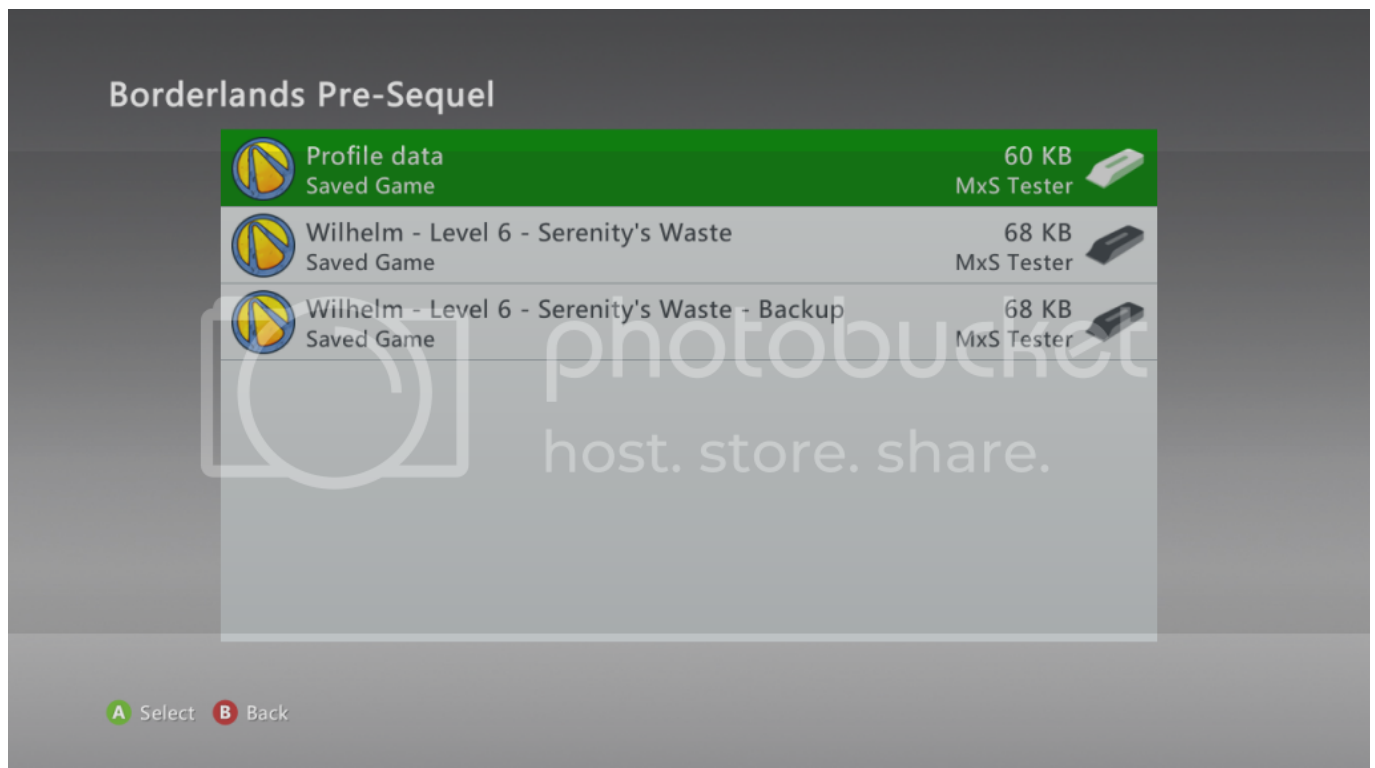 Borderlands Pre-Sequel
Profile data
60 KB
Saved Game
MxS Tester
Wilhelm - Level 6 - Serenity's Waste
68 KB
Saved Game
MxS Tester
Wilhelm - Level 6 - Serenity's Waste - Backup
68 KB
Saved Game
MxS Tester
photobucket
host. store. share.
A Select B Back